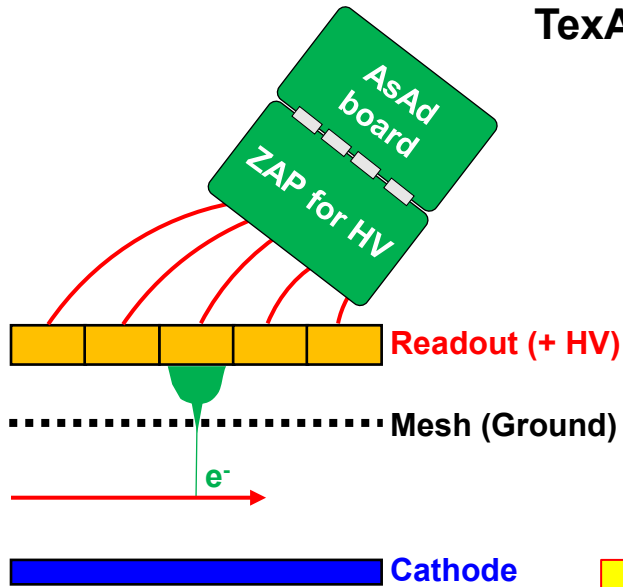 TexA
AsAd
board
ZAP for HV
Readout (+ HV)
Mesh (Ground)
e-
Cathode